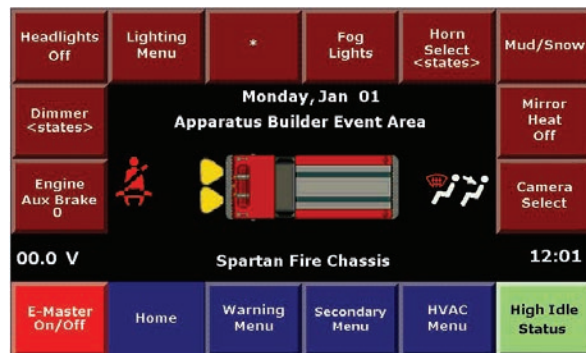 Headlights
Off
Lighting
Menu
*
Fog
Lights
Horn
Select
<states>
Mud/Snow
Dimmer
<states>
Monday, Jan 01
Apparatus Builder Event Area
Mirror
Heat
Off
Engine
Aux Brake
0
Camera
Select
00.0 V
Spartan Fire Chassis
12:01
E-Master
On/Off
Home
Warning
Menu
Secondary
Menu
HVAC
Menu
High Idle
Status